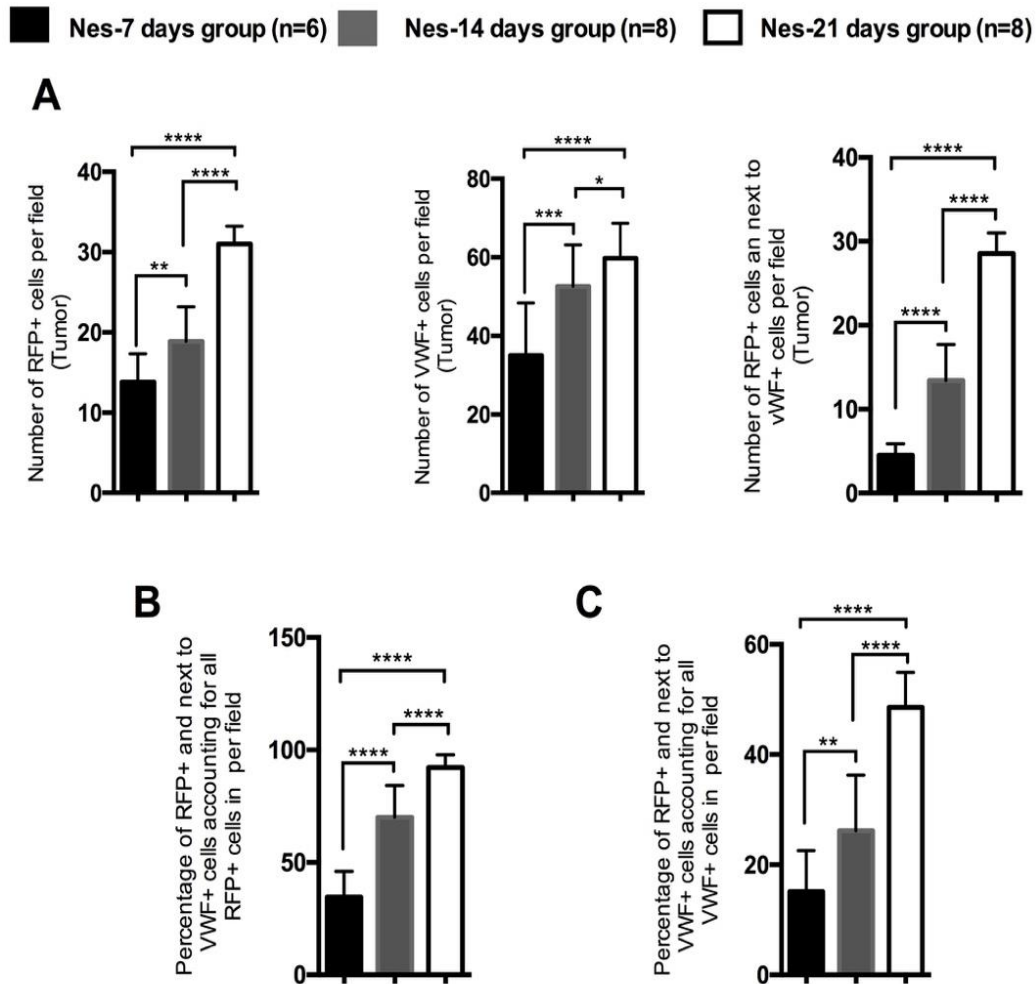 Nes-7 days group (n=6) Nes-14 days group (n=8) Nes-21 days group (n=8)
A
Number of RFP+ cells per field
(Tumor)
40
30
20
10
0
****
****
**
Number of VWF+ cells per field
(Tumor)
80
60
40
20
0
****
*
***
Number of RFP+ cells an next to
vWF+ cells per field
(Tumor)
40
30
20
10
0
****
****
****
B
Percentage of RFP+ and next to
VWF+ cells accounting for all
RFP+ cells in per field
150
100
50
0
****
****
****
C
Percentage of RFP+ and next to
VWF+ cells accounting for all
VWF+ cells in per field
60
40
20
0
****
****
**